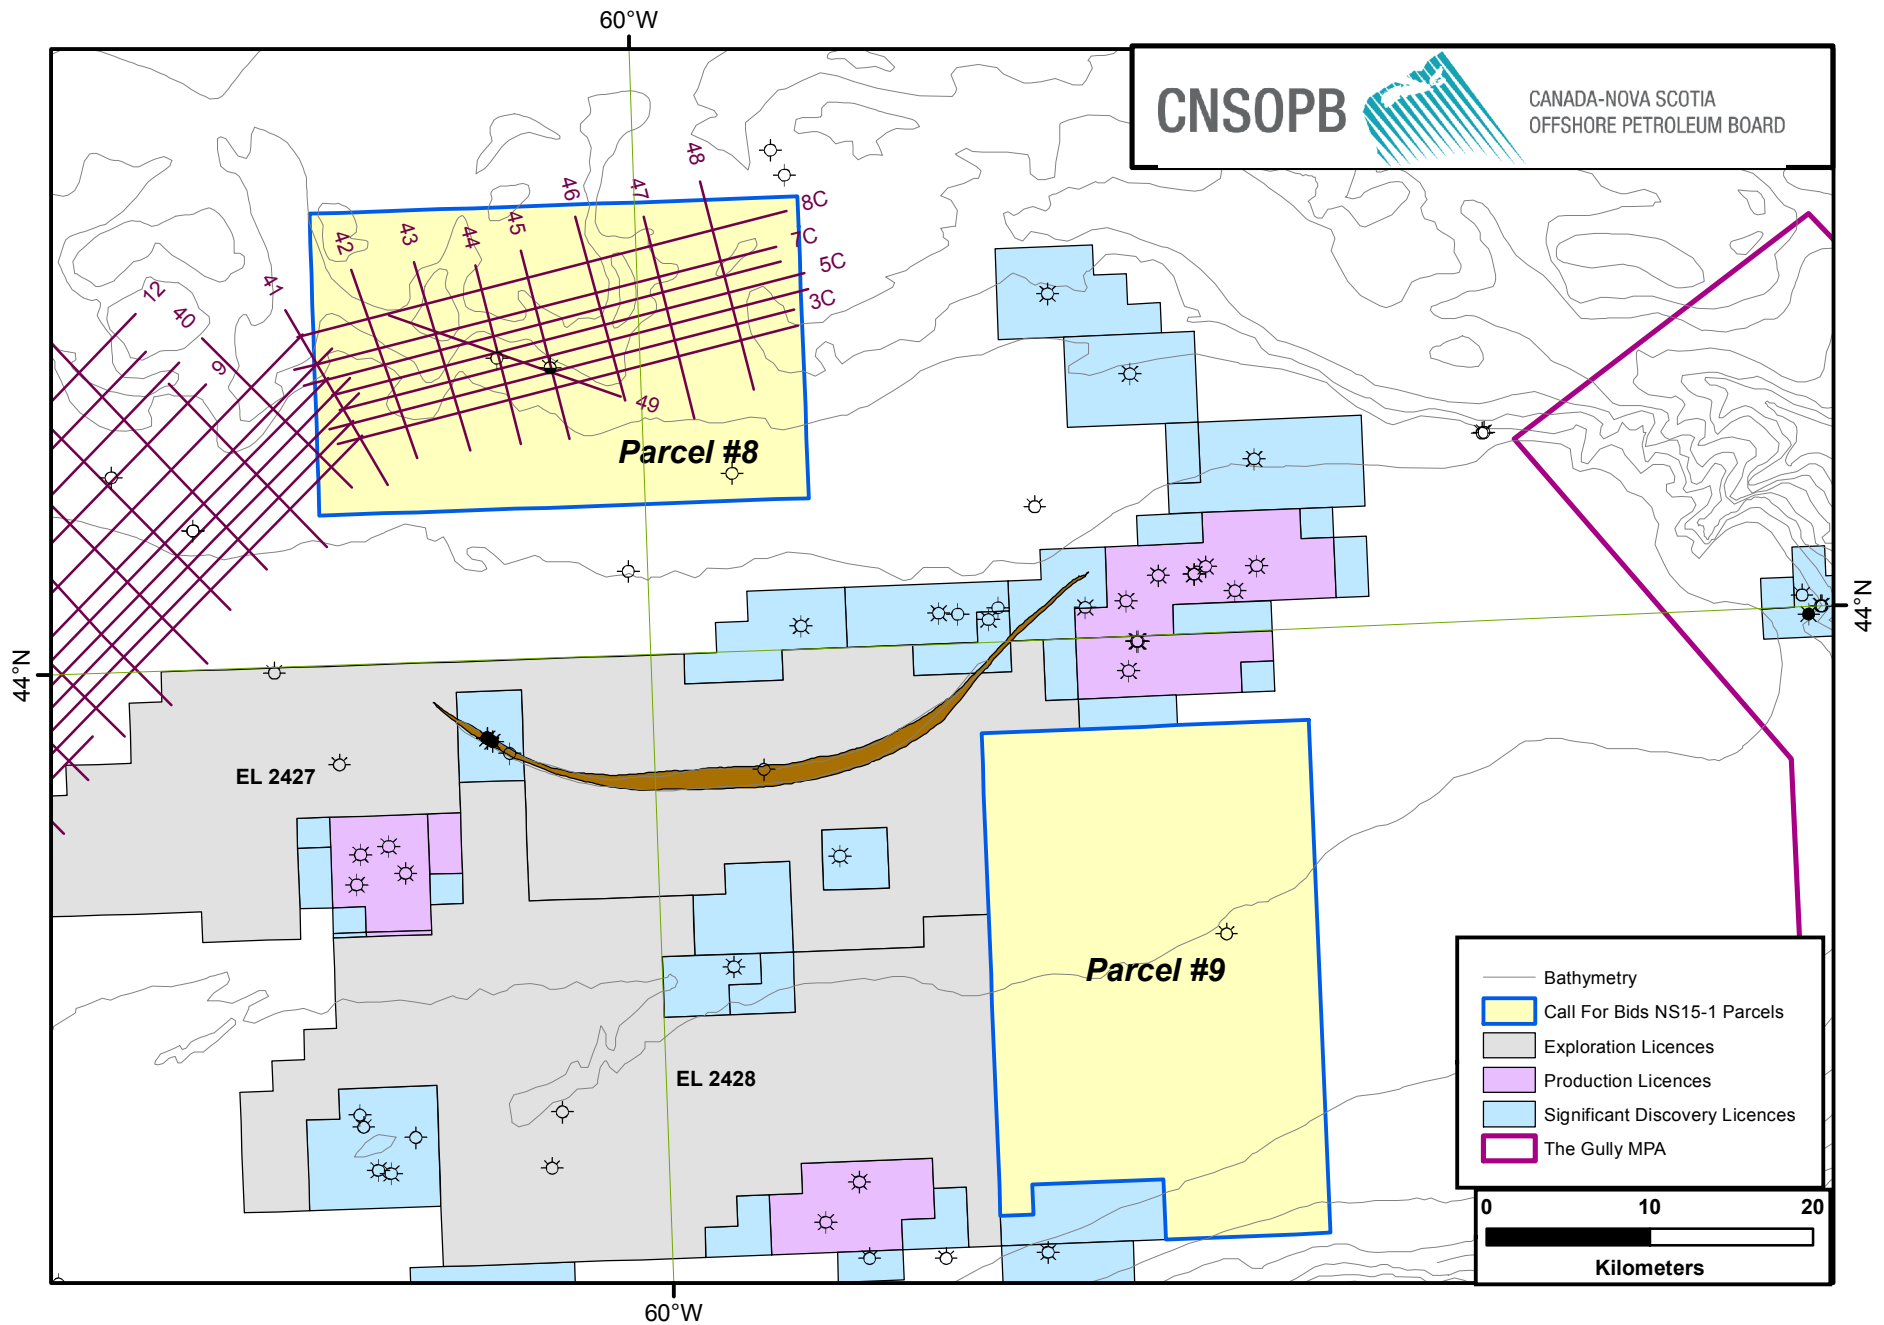 60°W
CNSOPB
CANADA-NOVA SCOTIA
OFFSHORE PETROLEUM BOARD
48
46
47
8C
45
43
44
42
7C
5C
41
12
3C
40
9
49
Parcel #8
44°N
44°N
EL 2427
Parcel #9
EL 2428
Bathymetry
Call For Bids NS15-1 Parcels
Exploration Licences
Production Licences
Significant Discovery Licences
The Gully MPA
0 10 20
Kilometers
60°W